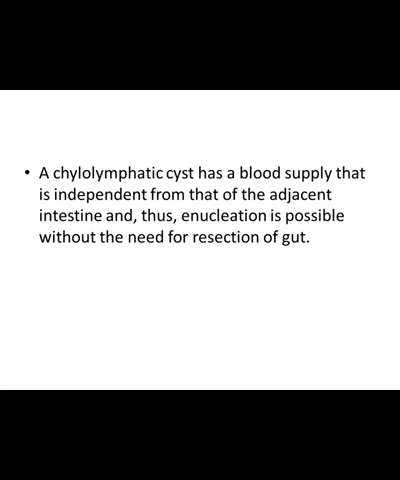 • A chylolymphatic cyst has a blood supply that
is independent from that of the adjacent
intestine and, thus, enucleation is possible
without the need for resection of gut.